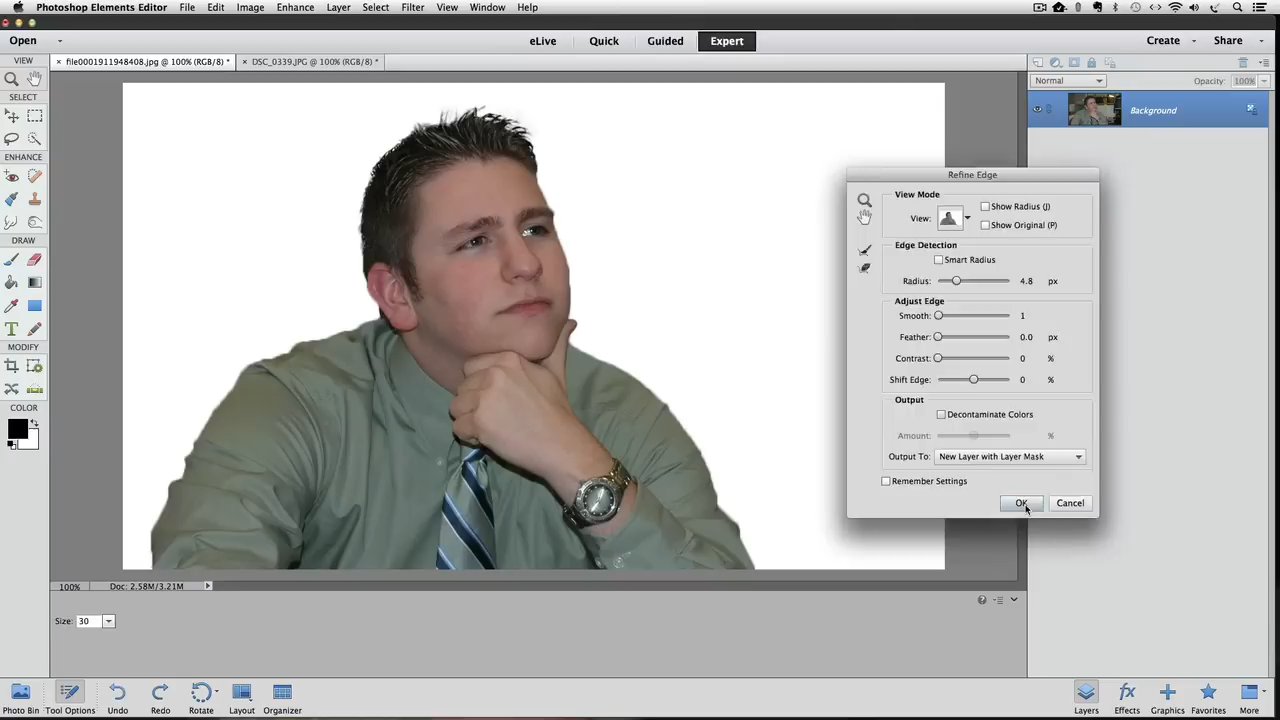 Photoshop Elements Editor File Edit Image Enhance Layer Select Filter View Window Help
Open eLive Quick Guided Expert Create Share
VIEW × file0001911948408.jpg @ 100% (RGB/8) * × DSC_0339.JPG @ 100% (RGB/8) *
Normal Opacity: 100%
SELECT
Background
ENHANCE
DRAW
MODIFY
COLOR
Refine Edge
View Mode
View: Show Radius (J)
Show Original (P)
Edge Detection
Smart Radius
Radius: 4.8 px
Adjust Edge
Smooth: 1
Feather: 0.0 px
Contrast: 0 %
Shift Edge: 0 %
Output
Decontaminate Colors
Amount: %
Output To: New Layer with Layer Mask
Remember Settings
OK Cancel
100% Doc: 2.58M/3.21M
Size: 30
Photo Bin Tool Options Undo Redo Rotate Layout Organizer Layers Effects Graphics Favorites More